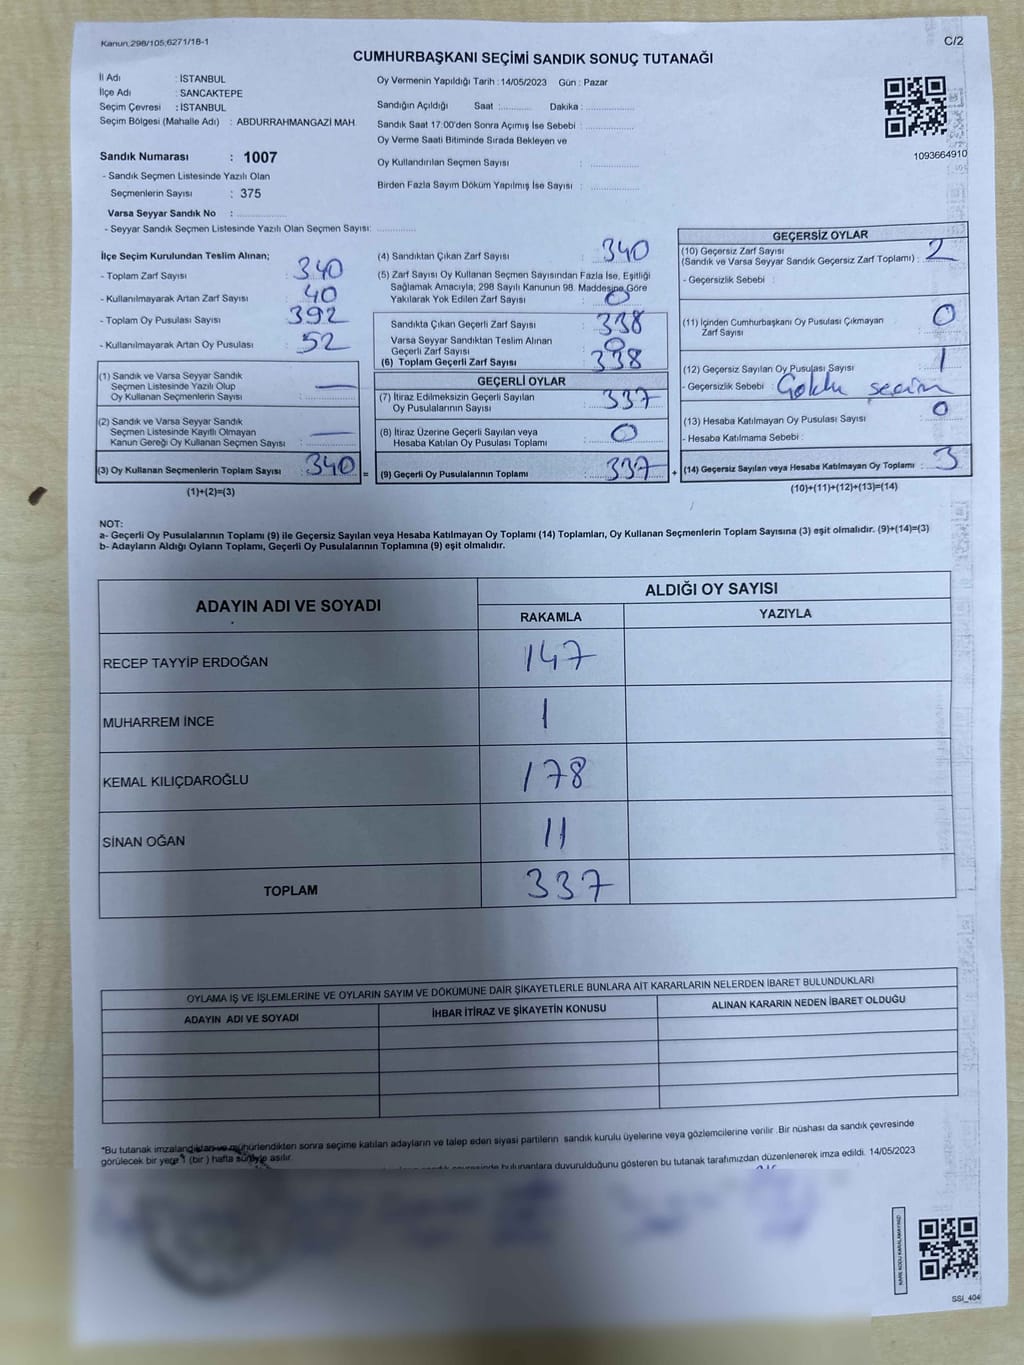 Kanun;298/105;6271/18-1
C/2
CUMHURBAŞKANI SEÇİMİ SANDIK SONUÇ TUTANAĞI
İl Adı : İSTANBUL
İlçe Adı : SANCAKTEPE
Seçim Çevresi : İSTANBUL
Seçim Bölgesi (Mahalle Adı) : ABDURRAHMANGAZİ MAH.
Sandık Numarası : 1007
- Sandık Seçmen Listesinde Yazılı Olan
Seçmenlerin Sayısı : 375
Varsa Seyyar Sandık No : ..............
- Seyyar Sandık Seçmen Listesinde Yazılı Olan Seçmen Sayısı: ............
Oy Vermenin Yapıldığı Tarih : 14/05/2023 Gün : Pazar
Sandığın Açıldığı Saat :........... Dakika : ................
Sandık Saat 17:00'den Sonra Açımış İse Sebebi : ................
Oy Verme Saati Bitiminde Sırada Bekleyen ve
Oy Kullandırılan Seçmen Sayısı : ................
Birden Fazla Sayım Döküm Yapılmış İse Sayısı : ................
1093664910
İlçe Seçim Kurulundan Teslim Alınan;
- Toplam Zarf Sayısı : 340
- Kullanılmayarak Artan Zarf Sayısı : 40
- Toplam Oy Pusulası Sayısı : 392
- Kullanılmayarak Artan Oy Pusulası : 52
(1) Sandık ve Varsa Seyyar Sandık
Seçmen Listesinde Yazılı Olup
Oy Kullanan Seçmenlerin Sayısı : —
(2) Sandık ve Varsa Seyyar Sandık
Seçmen Listesinde Kayıtlı Olmayan
Kanun Gereği Oy Kullanan Seçmen Sayısı : —
(3) Oy Kullanan Seçmenlerin Toplam Sayısı : 340 =
(1)+(2)=(3)
(4) Sandıktan Çıkan Zarf Sayısı : 340
(5) Zarf Sayısı Oy Kullanan Seçmen Sayısından Fazla İse, Eşitliği
Sağlamak Amacıyla; 298 Sayılı Kanunun 98. Maddesine Göre
Yakılarak Yok Edilen Zarf Sayısı : 0
Sandıkta Çıkan Geçerli Zarf Sayısı : 338
Varsa Seyyar Sandıktan Teslim Alınan
Geçerli Zarf Sayısı : 0
(6) Toplam Geçerli Zarf Sayısı : 338
GEÇERLİ OYLAR
(7) İtiraz Edilmeksizin Geçerli Sayılan
Oy Pusulalarının Sayısı : 337
(8) İtiraz Üzerine Geçerli Sayılan veya
Hesaba Katılan Oy Pusulası Toplamı : 0
(9) Geçerli Oy Pusulalarının Toplamı : 337 +
GEÇERSİZ OYLAR
(10) Geçersiz Zarf Sayısı
(Sandık ve Varsa Seyyar Sandık Geçersiz Zarf Toplamı) : 2
- Geçersizlik Sebebi :
(11) İçinden Cumhurbaşkanı Oy Pusulası Çıkmayan
Zarf Sayısı : 0
(12) Geçersiz Sayılan Oy Pusulası Sayısı : 1
- Geçersizlik Sebebi : Çoklu seçim
(13) Hesaba Katılmayan Oy Pusulası Sayısı : 0
- Hesaba Katılmama Sebebi :
(14) Geçersiz Sayılan veya Hesaba Katılmayan Oy Toplamı : 3
(10)+(11)+(12)+(13)=(14)
NOT:
a- Geçerli Oy Pusulalarının Toplamı (9) ile Geçersiz Sayılan veya Hesaba Katılmayan Oy Toplamı (14) Toplamları, Oy Kullanan Seçmenlerin Toplam Sayısına (3) eşit olmalıdır. (9)+(14)=(3)
b- Adayların Aldığı Oyların Toplamı, Geçerli Oy Pusulalarının Toplamına (9) eşit olmalıdır.
ADAYIN ADI VE SOYADI ALDIĞI OY SAYISI
RAKAMLA YAZIYLA
RECEP TAYYİP ERDOĞAN 147
MUHARREM İNCE 1
KEMAL KILIÇDAROĞLU 178
SİNAN OĞAN 11
TOPLAM 337
OYLAMA İŞ VE İŞLEMLERİNE VE OYLARIN SAYIM VE DÖKÜMÜNE DAİR ŞİKAYETLERLE BUNLARA AİT KARARLARIN NELERDEN İBARET BULUNDUKLARI
ADAYIN ADI VE SOYADI İHBAR İTİRAZ VE ŞİKAYETİN KONUSU ALINAN KARARIN NEDEN İBARET OLDUĞU
*Bu tutanak imzalandıktan ve mühürlendikten sonra seçime katılan adayların ve talep eden siyasi partilerin sandık kurulu üyelerine veya gözlemcilerine verilir .Bir nüshası da sandık çevresinde
görülecek bir yere 1 (bir ) hafta süreyle asılır.
bulunanlara duyurulduğunu gösteren bu tutanak tarafımızdan düzenlenerek imza edildi. 14/05/2023
KARE KODU KARALAMAYINIZ!
SSİ_404